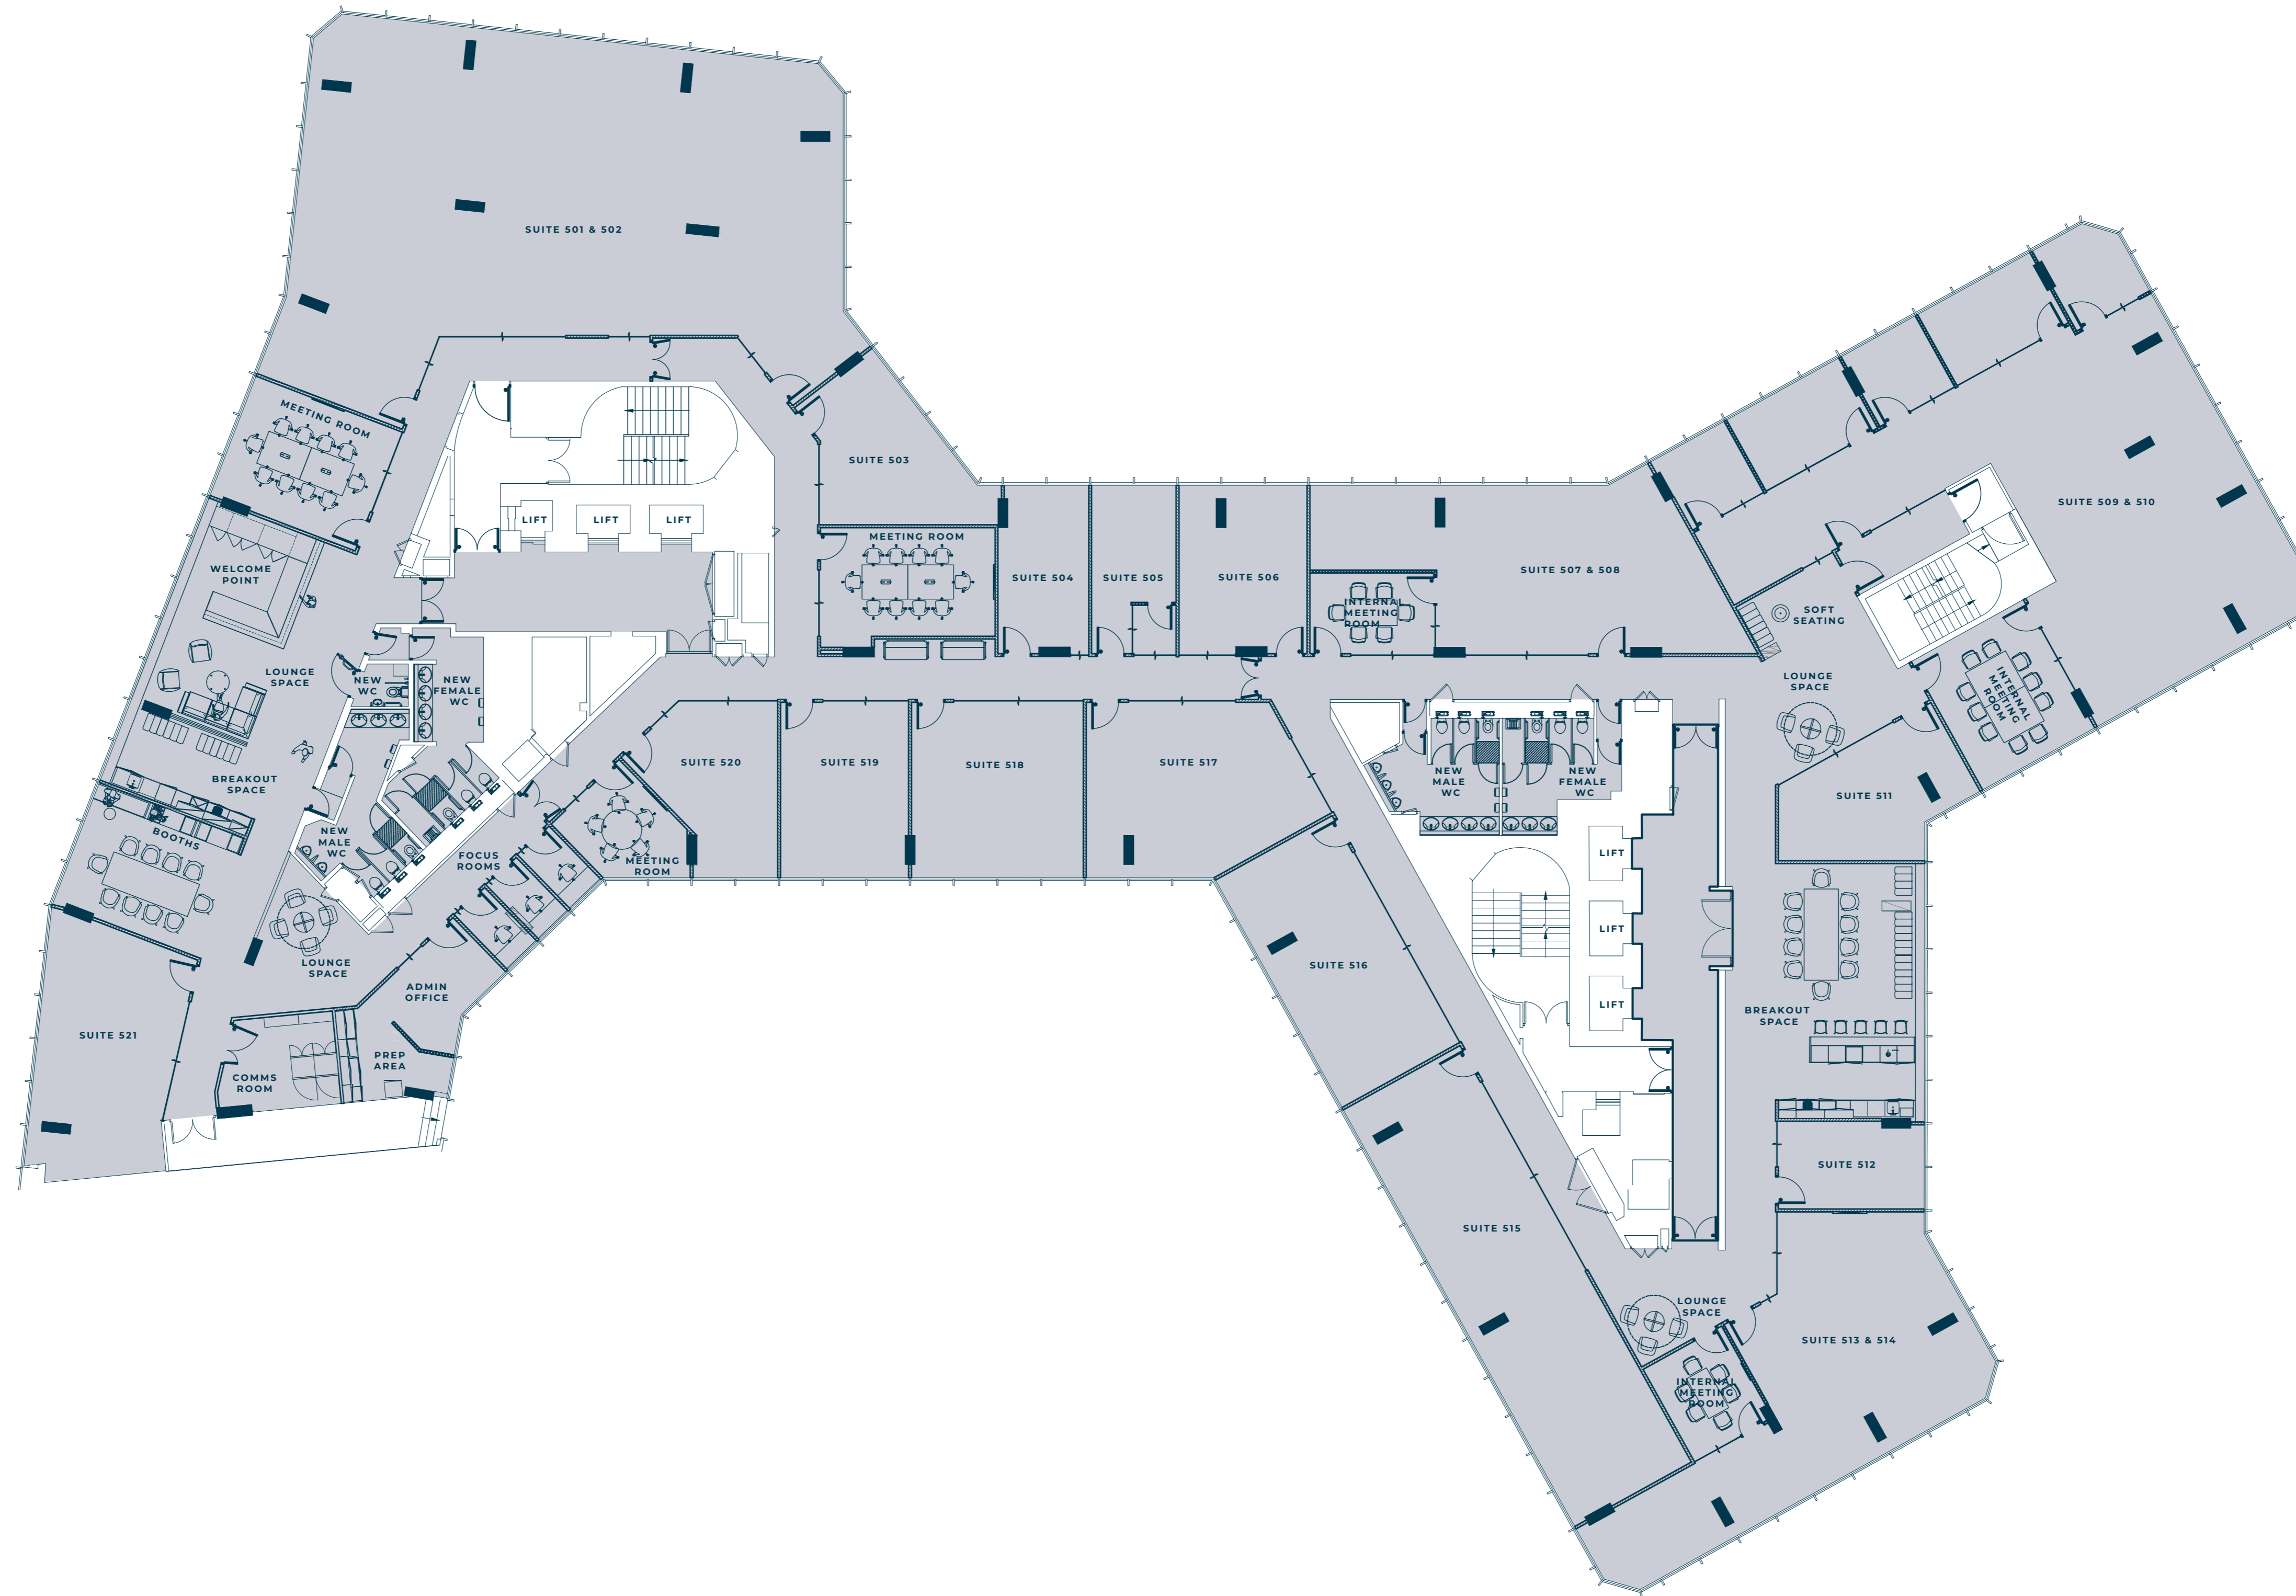 SUITE 501 & 502
MEETING ROOM
SUITE 503
SUITE 509 & 510
LIFT
LIFT
LIFT
MEETING ROOM
WELCOME
POINT
SUITE 504
SUITE 505
SUITE 506
SUITE 507 & 508
INTERNAL
MEETING
ROOM
SOFT
SEATING
LOUNGE
SPACE
NEW
WC
NEW
FEMALE
WC
LOUNGE
SPACE
INTERNAL
MEETING
ROOM
BREAKOUT
SPACE
SUITE 520
SUITE 519
SUITE 518
SUITE 517
NEW
MALE
WC
NEW
FEMALE
WC
SUITE 511
BOOTHS
NEW
MALE
WC
FOCUS
ROOMS
MEETING
ROOM
LIFT
LIFT
LIFT
LOUNGE
SPACE
SUITE 516
ADMIN
OFFICE
BREAKOUT
SPACE
SUITE 521
PREP
AREA
COMMS
ROOM
SUITE 512
SUITE 515
LOUNGE
SPACE
SUITE 513 & 514
INTERNAL
MEETING
ROOM